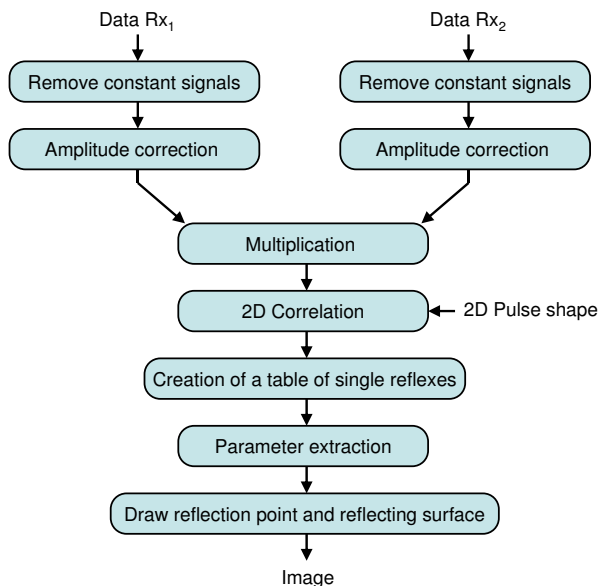 Data Rx₁
Data Rx₂
Remove constant signals
Remove constant signals
Amplitude correction
Amplitude correction
Multiplication
2D Correlation
2D Pulse shape
Creation of a table of single reflexes
Parameter extraction
Draw reflection point and reflecting surface
Image